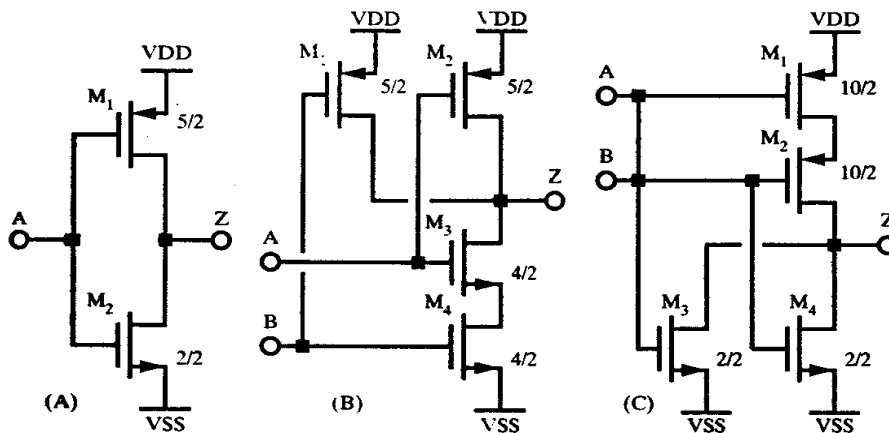 VDD
M1
5/2
A
Z
M2
2/2
(A)
VSS
VDD
VDD
M
5/2
M2
5/2
Z
A
M3
4/2
B
M4
4/2
(B)
VSS
VDD
A
M1
10/2
B
M2
10/2
Z
M3
2/2
M4
2/2
(C)
VSS
VSS